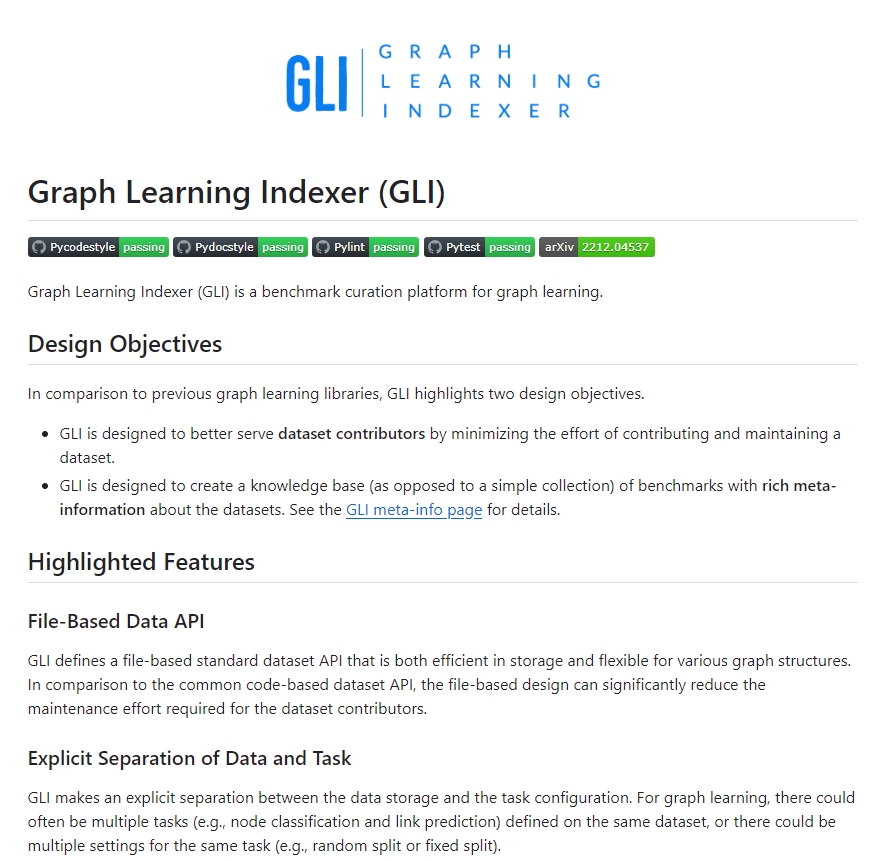 GLI
GRAPH
LEARNING
INDEXER
Graph Learning Indexer (GLI)
Pycodestyle passing Pydocstyle passing Pylint passing Pytest passing arXiv 2212.04537
Graph Learning Indexer (GLI) is a benchmark curation platform for graph learning.
Design Objectives
In comparison to previous graph learning libraries, GLI highlights two design objectives.
• GLI is designed to better serve dataset contributors by minimizing the effort of contributing and maintaining a
dataset.
• GLI is designed to create a knowledge base (as opposed to a simple collection) of benchmarks with rich meta-
information about the datasets. See the GLI meta-info page for details.
Highlighted Features
File-Based Data API
GLI defines a file-based standard dataset API that is both efficient in storage and flexible for various graph structures.
In comparison to the common code-based dataset API, the file-based design can significantly reduce the
maintenance effort required for the dataset contributors.
Explicit Separation of Data and Task
GLI makes an explicit separation between the data storage and the task configuration. For graph learning, there could
often be multiple tasks (e.g., node classification and link prediction) defined on the same dataset, or there could be
multiple settings for the same task (e.g., random split or fixed split).